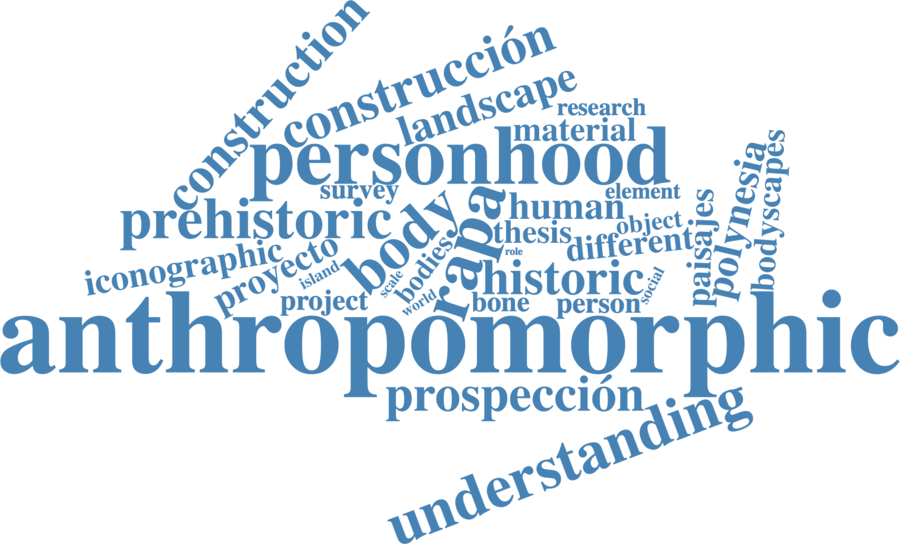 construction
construcción
landscape
research
material
personhood
survey
element
prehistoric
body
rapa
human
thesis
object
different
paisajes
polynesia
bodyscapes
iconographic
proyecto
island
scale
bodies
role
historic
social
project
world
bone
person
anthropomorphic
prospección
understanding